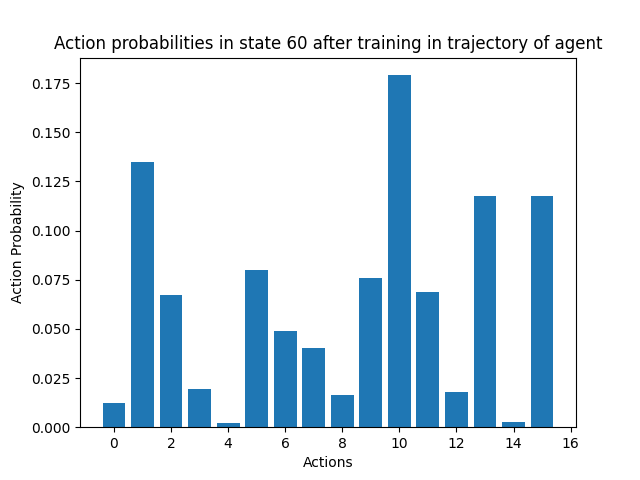 Action probabilities in state 60 after training in trajectory of agent
0.175
0.150
0.125
0.100
0.075
0.050
0.025
0.000
Action Probability
0 2 4 6 8 10 12 14 16
Actions